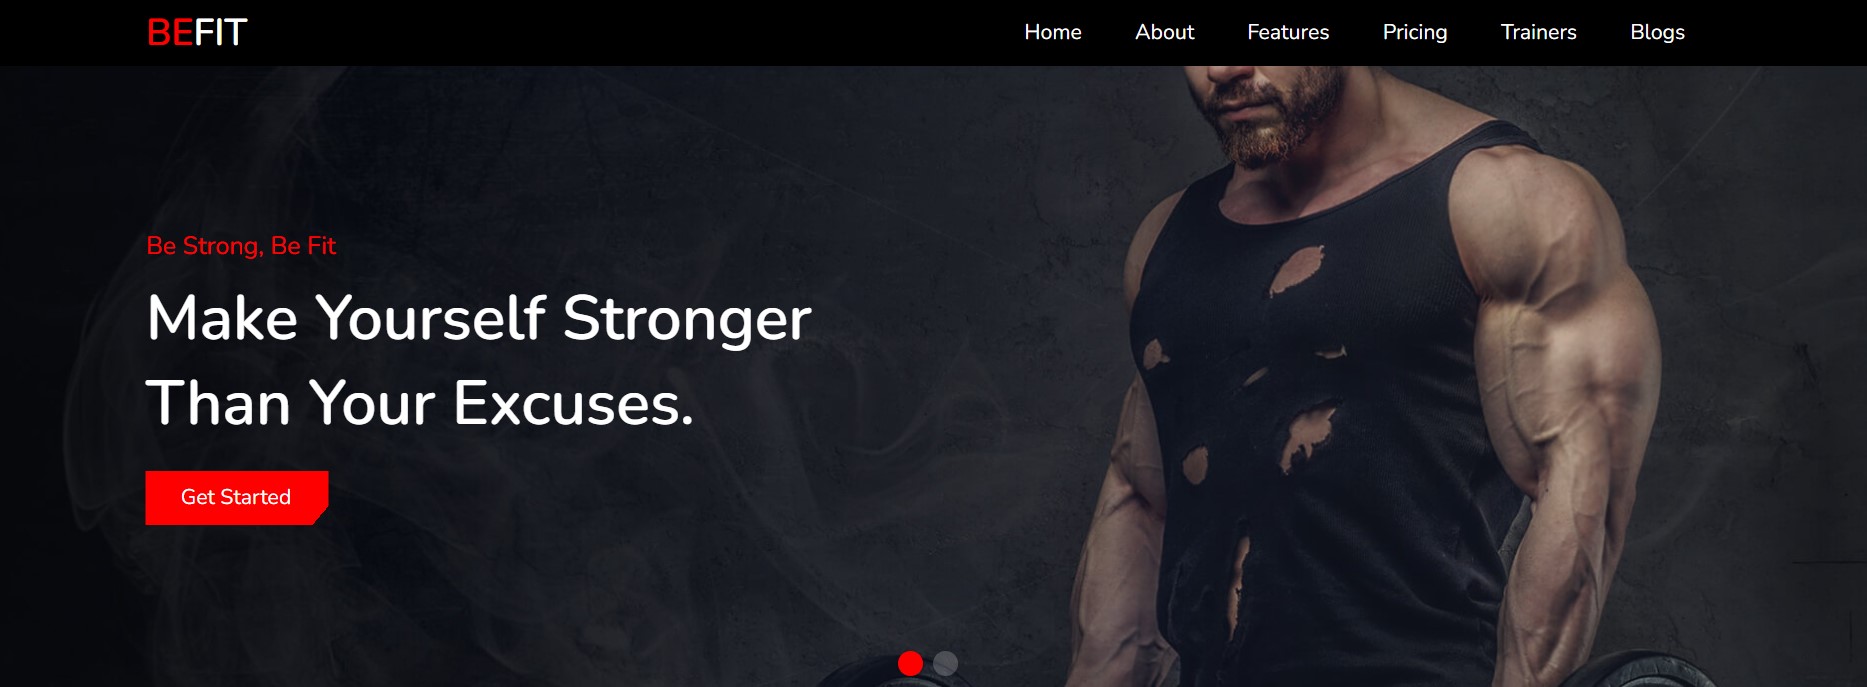 BEFIT
Home About Features Pricing Trainers Blogs
Be Strong, Be Fit
Make Yourself Stronger
Than Your Excuses.
Get Started